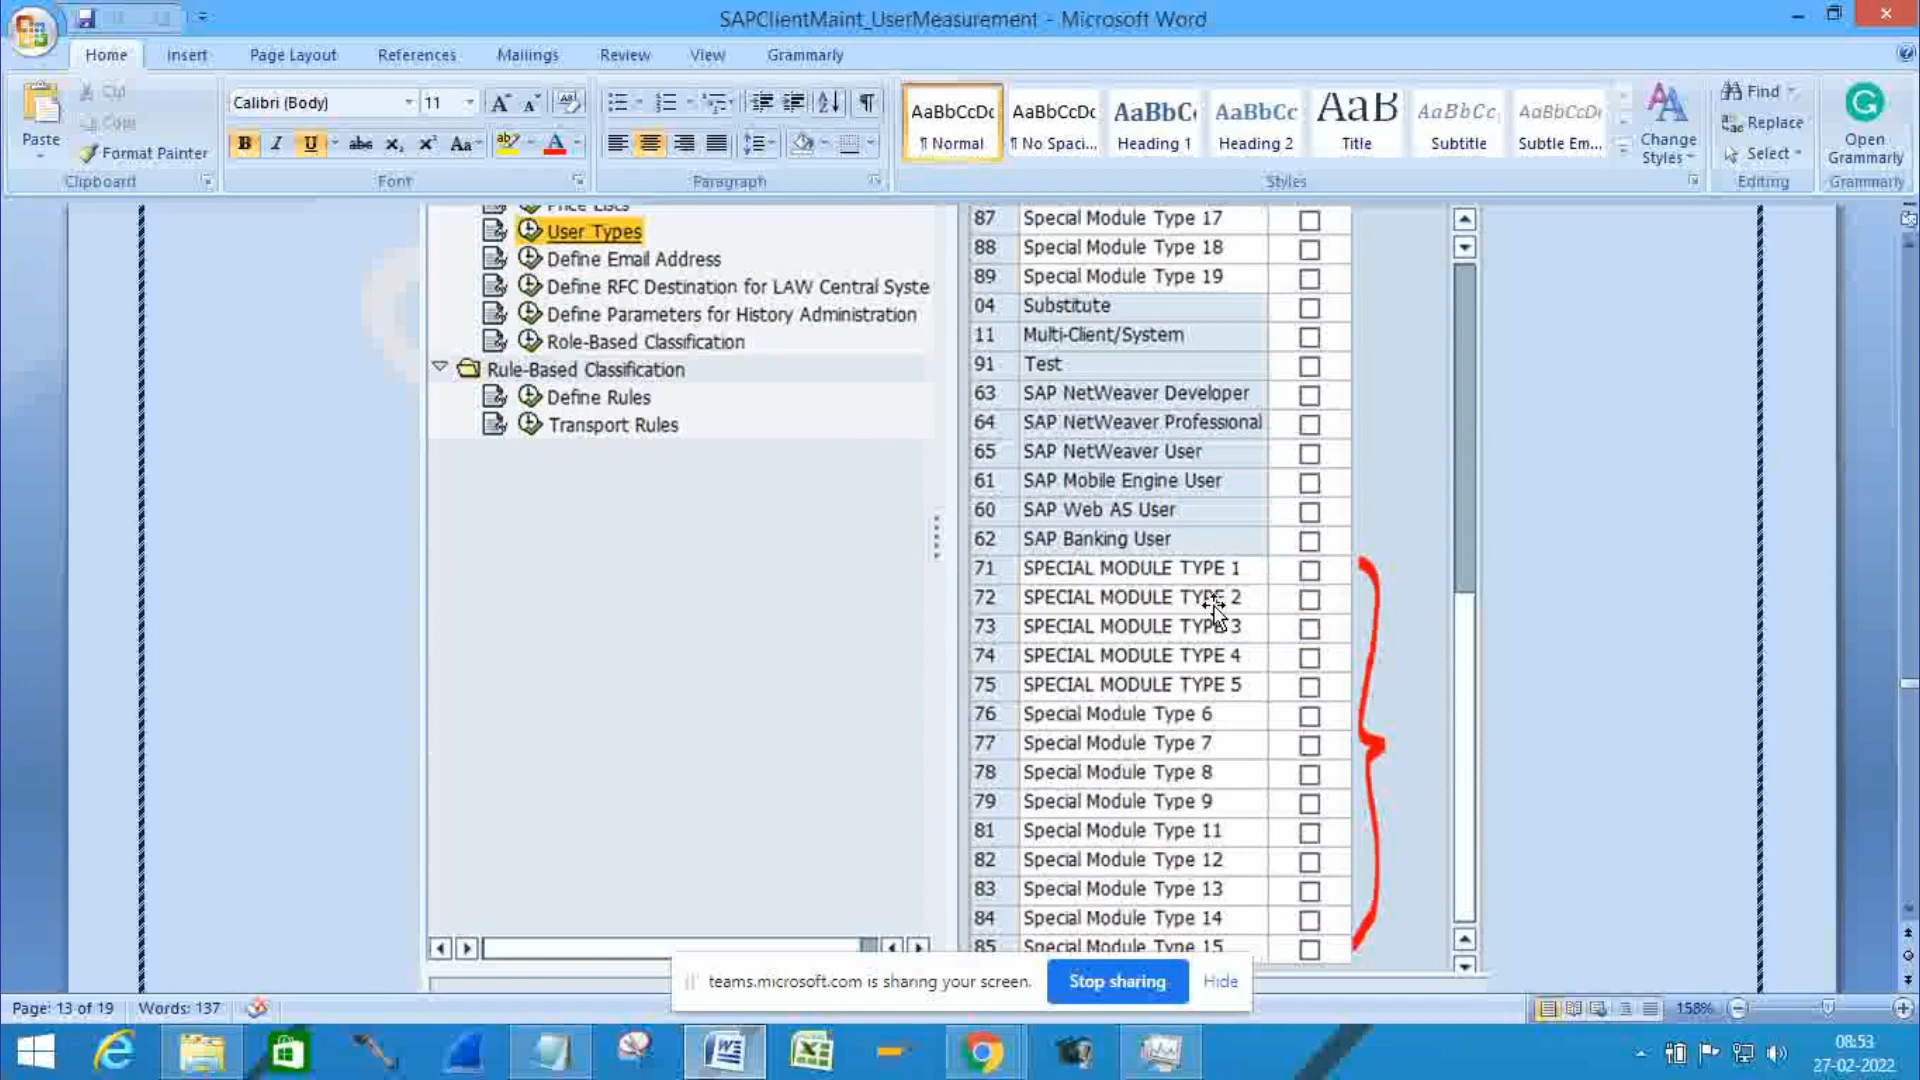 SAPClientMaint_UserMeasurement - Microsoft Word
Home Insert Page Layout References Mailings Review View Grammarly
Paste
Cut
Copy
Format Painter
Clipboard
Calibri (Body) 11
B I U abc x₂ x² Aa
Font
Paragraph
AaBbCcDc AaBbCcDc AaBbC AaBbCc AaB AaBbCc. AaBbCcDi
¶ Normal ¶ No Spaci... Heading 1 Heading 2 Title Subtitle Subtle Em...
Styles
Change Styles
Find
Replace
Select
Editing
Open Grammarly
Grammarly
Price Lists
User Types
Define Email Address
Define RFC Destination for LAW Central Syste
Define Parameters for History Administration
Role-Based Classification
Rule-Based Classification
Define Rules
Transport Rules
87 Special Module Type 17
88 Special Module Type 18
89 Special Module Type 19
04 Substitute
11 Multi-Client/System
91 Test
63 SAP NetWeaver Developer
64 SAP NetWeaver Professional
65 SAP NetWeaver User
61 SAP Mobile Engine User
60 SAP Web AS User
62 SAP Banking User
71 SPECIAL MODULE TYPE 1
72 SPECIAL MODULE TYPE 2
73 SPECIAL MODULE TYPE 3
74 SPECIAL MODULE TYPE 4
75 SPECIAL MODULE TYPE 5
76 Special Module Type 6
77 Special Module Type 7
78 Special Module Type 8
79 Special Module Type 9
81 Special Module Type 11
82 Special Module Type 12
83 Special Module Type 13
84 Special Module Type 14
85 Special Module Type 15
teams.microsoft.com is sharing your screen. Stop sharing Hide
Page: 13 of 19 Words: 137 158%
08:53
27-02-2022